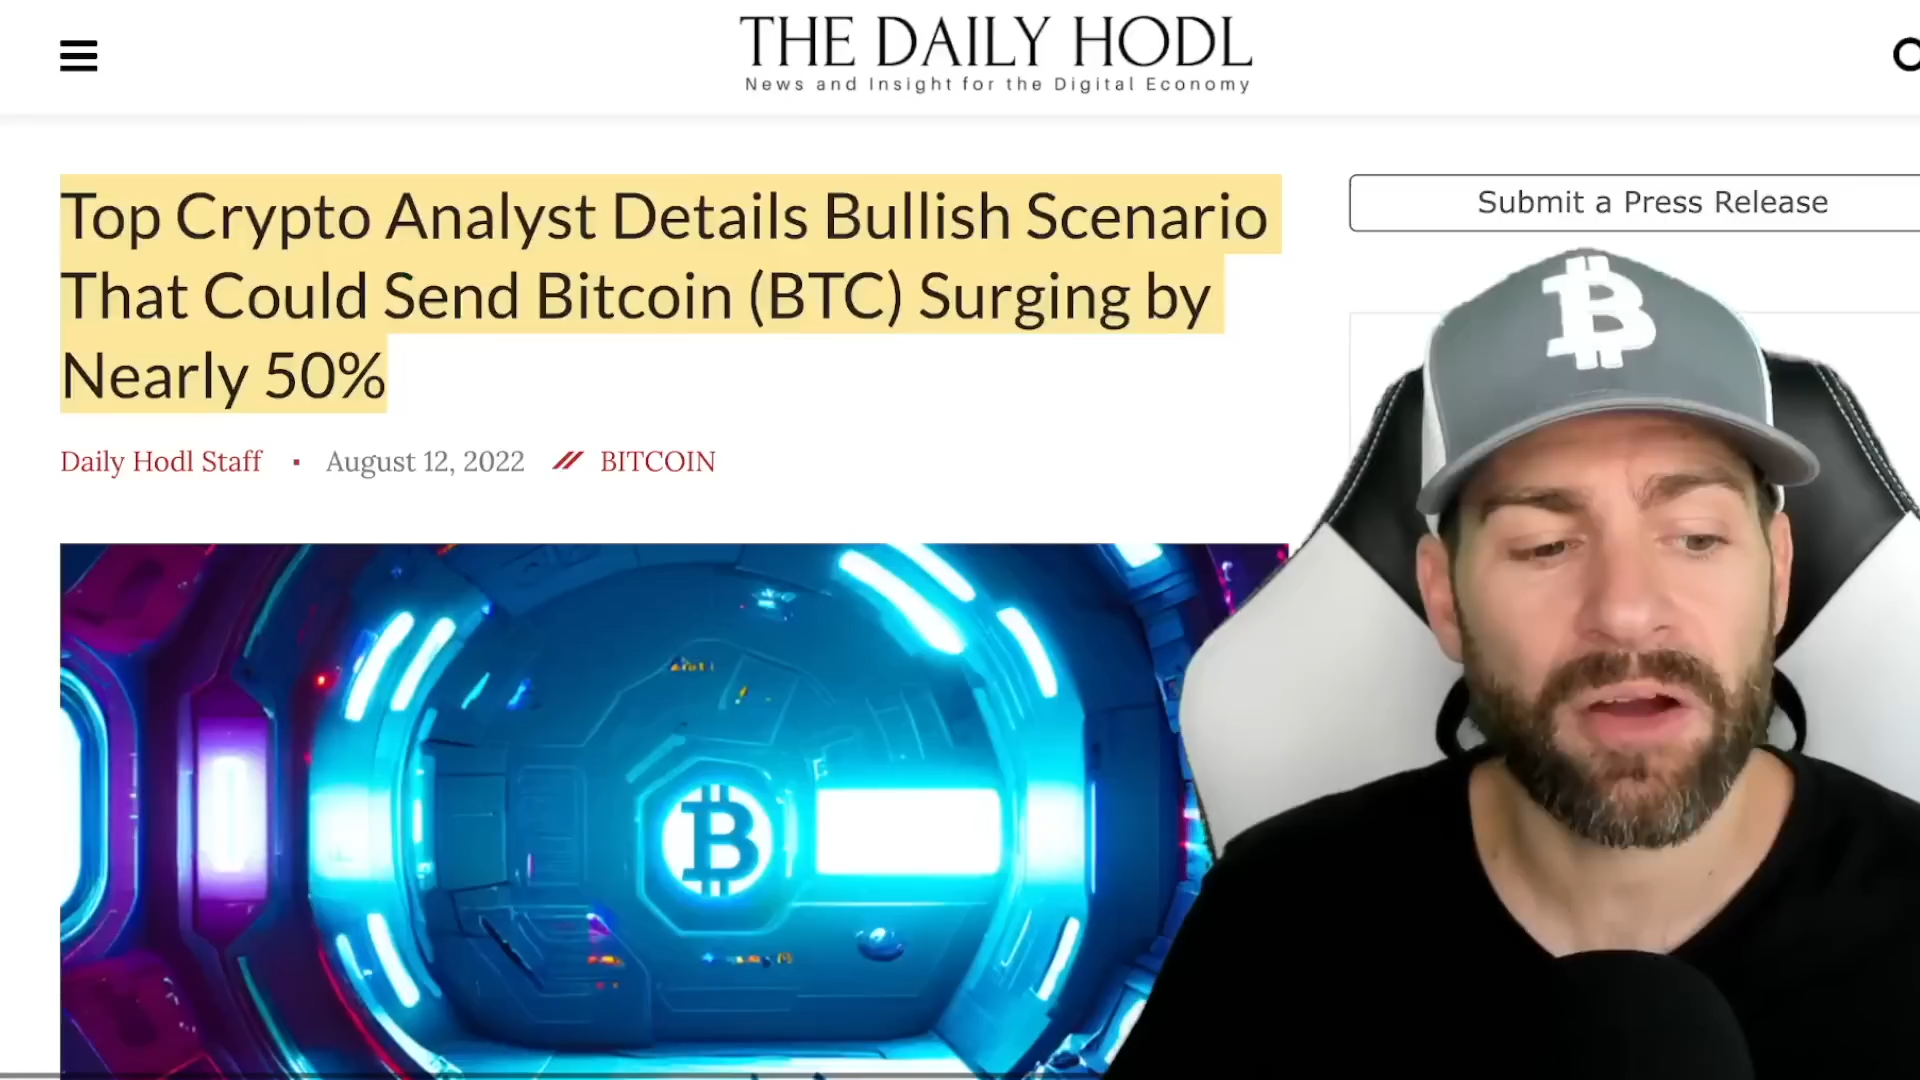 THE DAILY HODL
News and Insight for the Digital Economy
Top Crypto Analyst Details Bullish Scenario
That Could Send Bitcoin (BTC) Surging by
Nearly 50%
Daily Hodl Staff ▪ August 12, 2022 // BITCOIN
Submit a Press Release